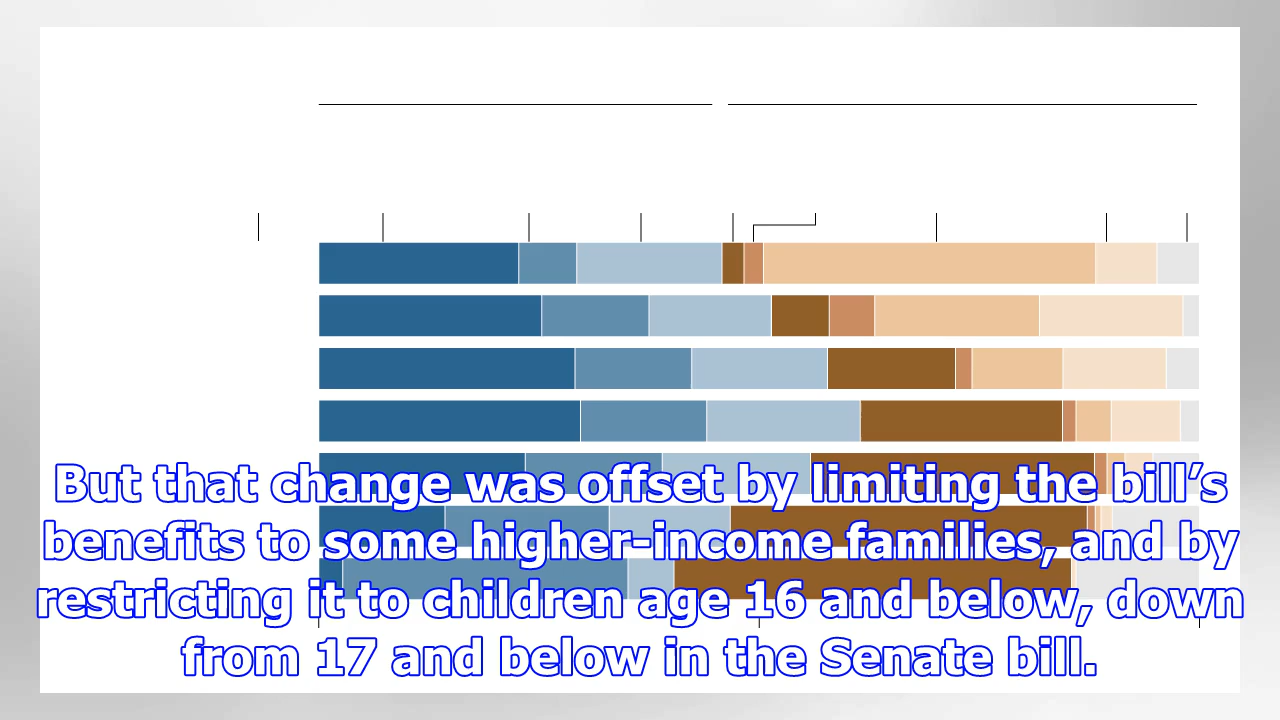 But that change was offset by limiting the bill’s
benefits to some higher-income families, and by
restricting it to children age 16 and below, down
from 17 and below in the Senate bill.